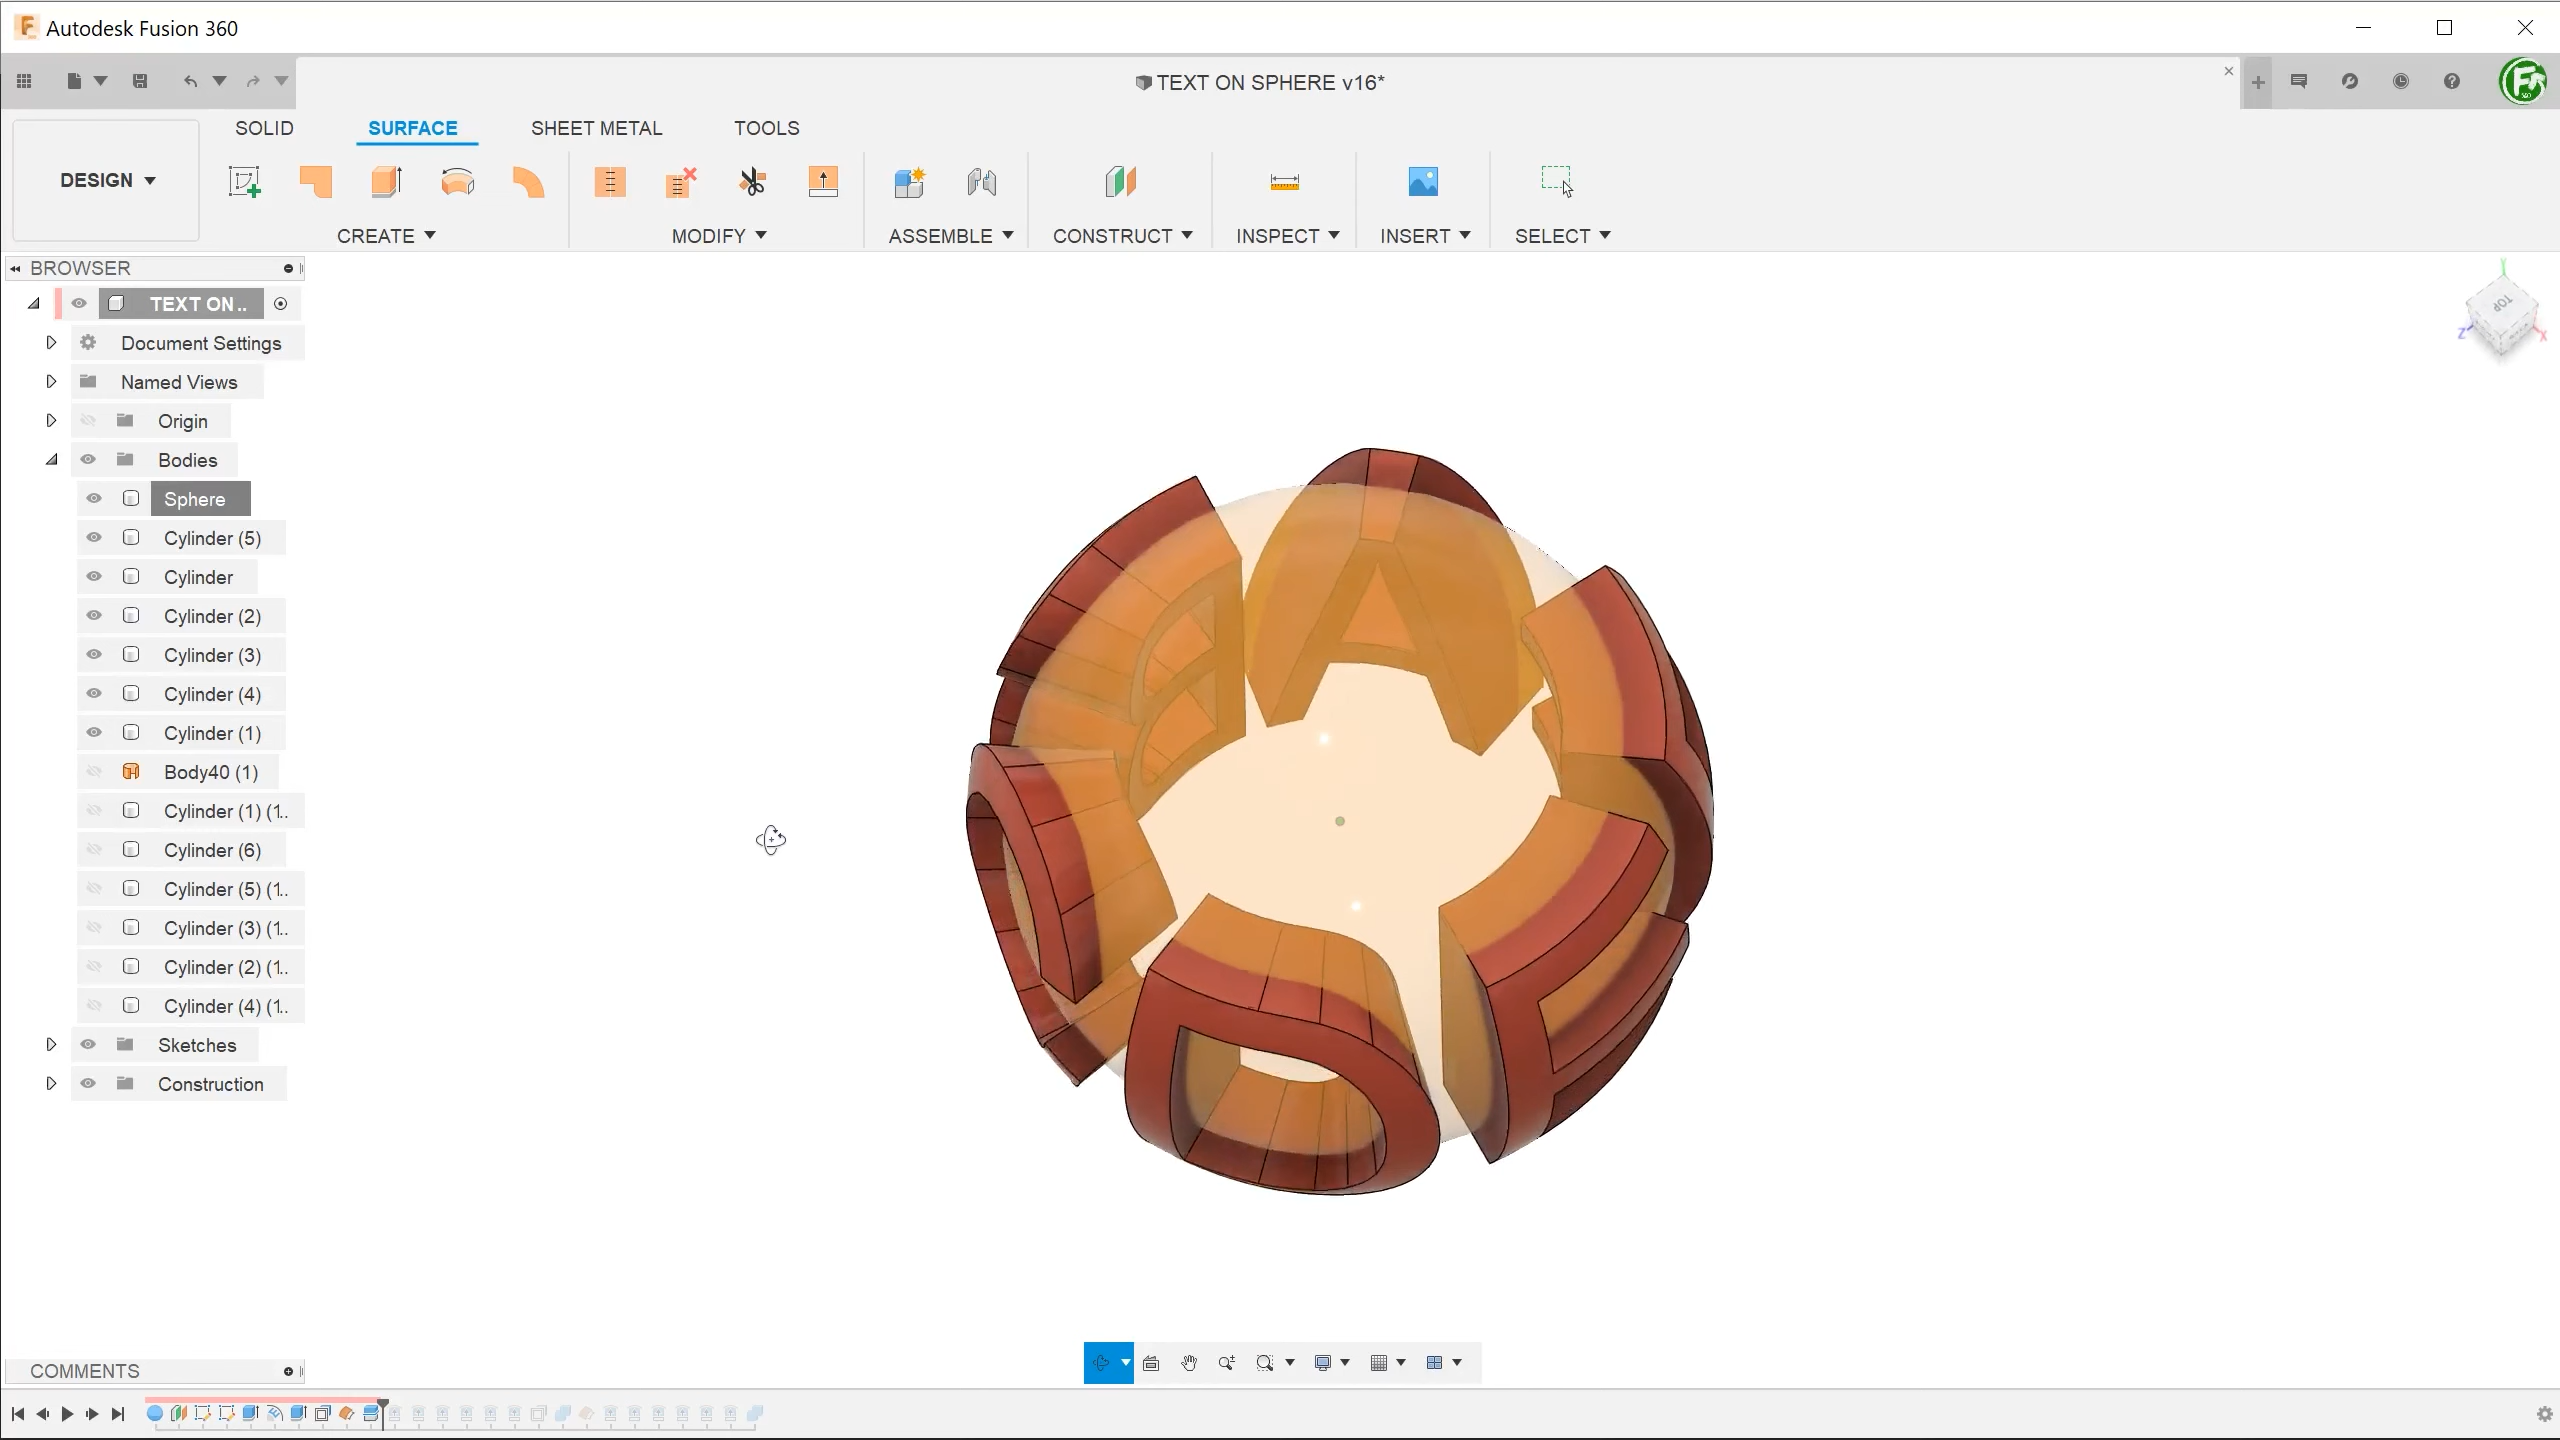 Autodesk Fusion 360
TEXT ON SPHERE v16*
SOLID
SURFACE
SHEET METAL
TOOLS
DESIGN
CREATE
MODIFY
ASSEMBLE
CONSTRUCT
INSPECT
INSERT
SELECT
BROWSER
TEXT ON..
Document Settings
Named Views
Origin
Bodies
Sphere
Cylinder (5)
Cylinder
Cylinder (2)
Cylinder (3)
Cylinder (4)
Cylinder (1)
Body40 (1)
Cylinder (1) (1..
Cylinder (6)
Cylinder (5) (1..
Cylinder (3) (1..
Cylinder (2) (1..
Cylinder (4) (1..
Sketches
Construction
TOP
Y
Z
X
COMMENTS